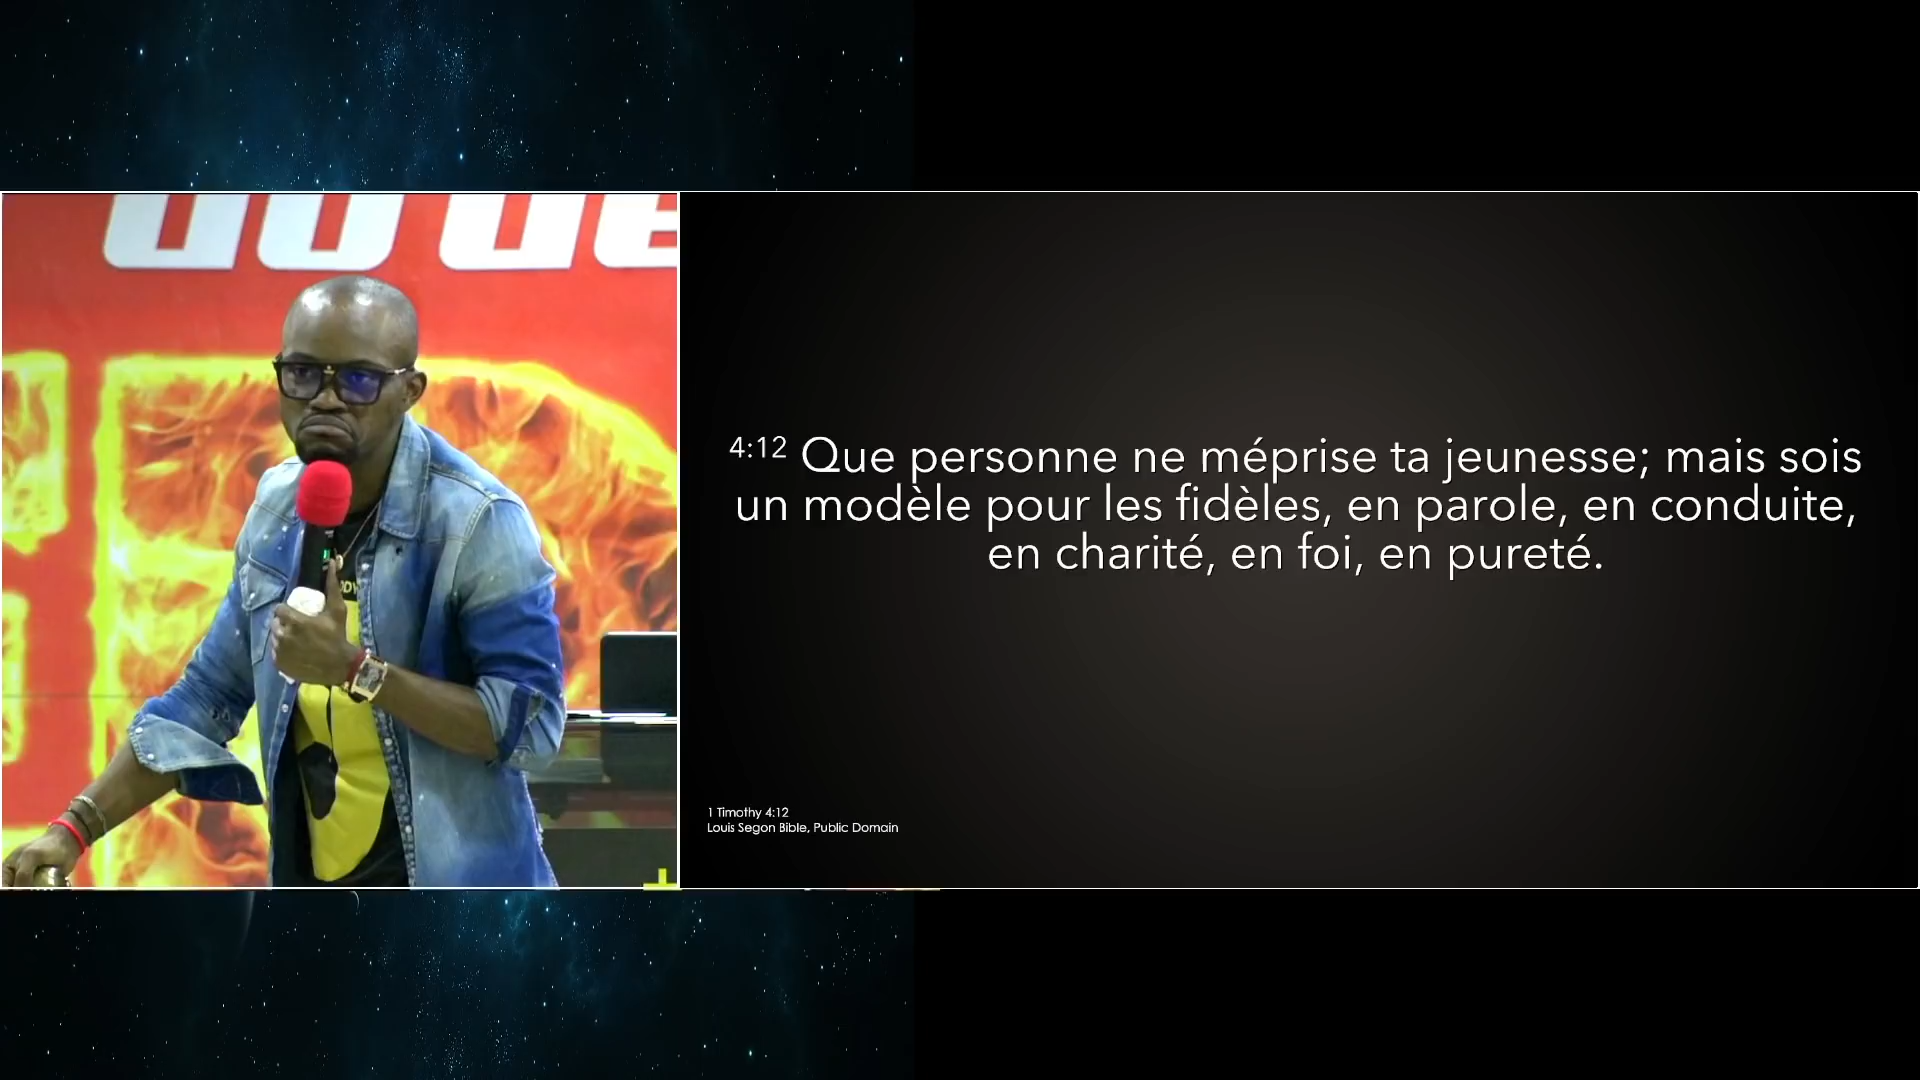 4:12 Que personne ne méprise ta jeunesse; mais sois
un modèle pour les fidèles, en parole, en conduite,
en charité, en foi, en pureté.
1 Timothy 4:12
Louis Segon Bible, Public Domain